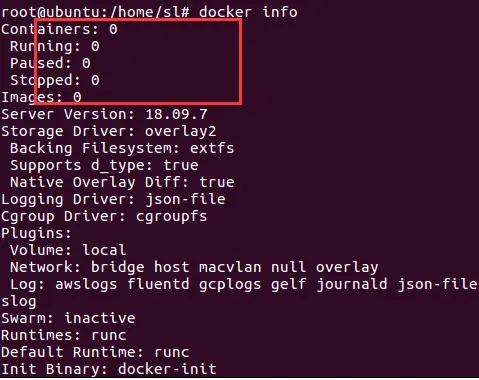 root@ubuntu:/home/sl# docker info
Containers: 0
 Running: 0
 Paused: 0
 Stopped: 0
Images: 0
Server Version: 18.09.7
Storage Driver: overlay2
 Backing Filesystem: extfs
 Supports d_type: true
 Native Overlay Diff: true
Logging Driver: json-file
Cgroup Driver: cgroupfs
Plugins:
 Volume: local
 Network: bridge host macvlan null overlay
 Log: awslogs fluentd gcplogs gelf journald json-file
slog
Swarm: inactive
Runtimes: runc
Default Runtime: runc
Init Binary: docker-init